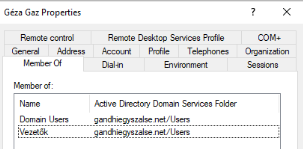 Géza Gaz Properties
? ×
Remote control Remote Desktop Services Profile COM+
General Address Account Profile Telephones Organization
Member Of Dial-in Environment Sessions
Member of:
Name Active Directory Domain Services Folder
Domain Users gandhiegyszalse.net/Users
Vezetők gandhiegyszalse.net/Users